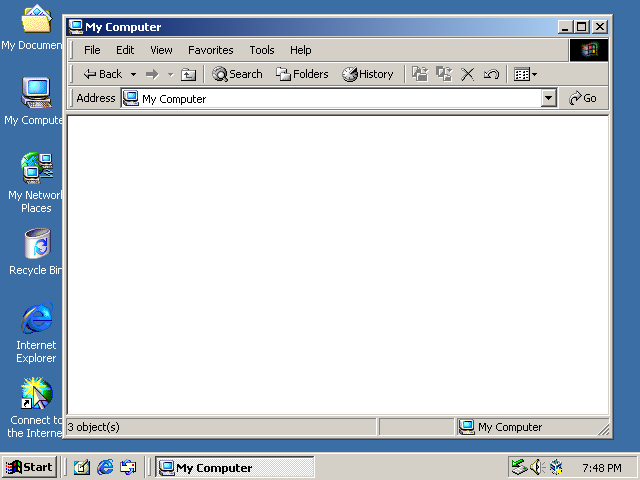 My Documen
My Compute
My Network
Places
Recycle Bin
Internet
Explorer
Connect to
the Interne
My Computer
File Edit View Favorites Tools Help
Back Search Folders History
Address My Computer Go
3 object(s) My Computer
Start My Computer 7:48 PM